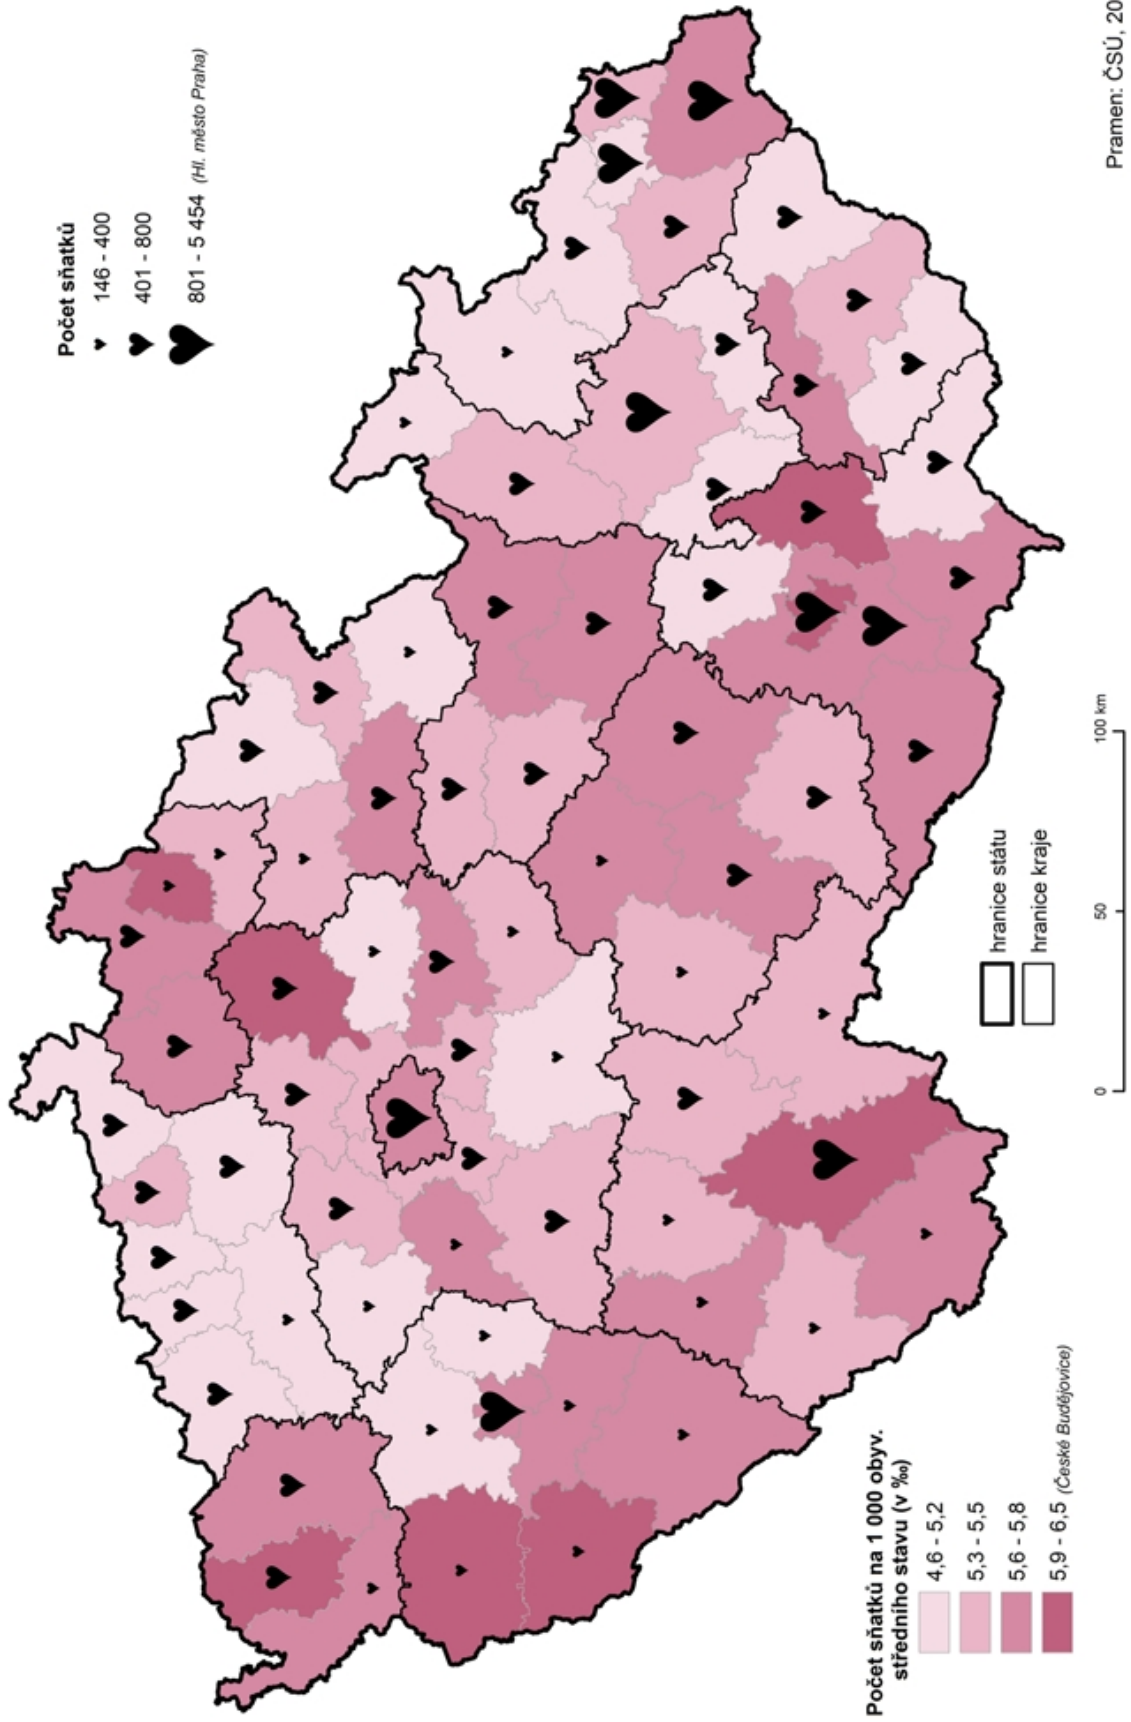 Počet sňatků
146 - 400
401 - 800
801 - 5 454 (Hl. město Praha)
Počet sňatků na 1 000 obyv.
středního stavu (v ‰)
4,6 - 5,2
5,3 - 5,5
5,6 - 5,8
5,9 - 6,5 (České Budějovice)
hranice státu
hranice kraje
0 50 100 km
Pramen: ČSÚ, 20